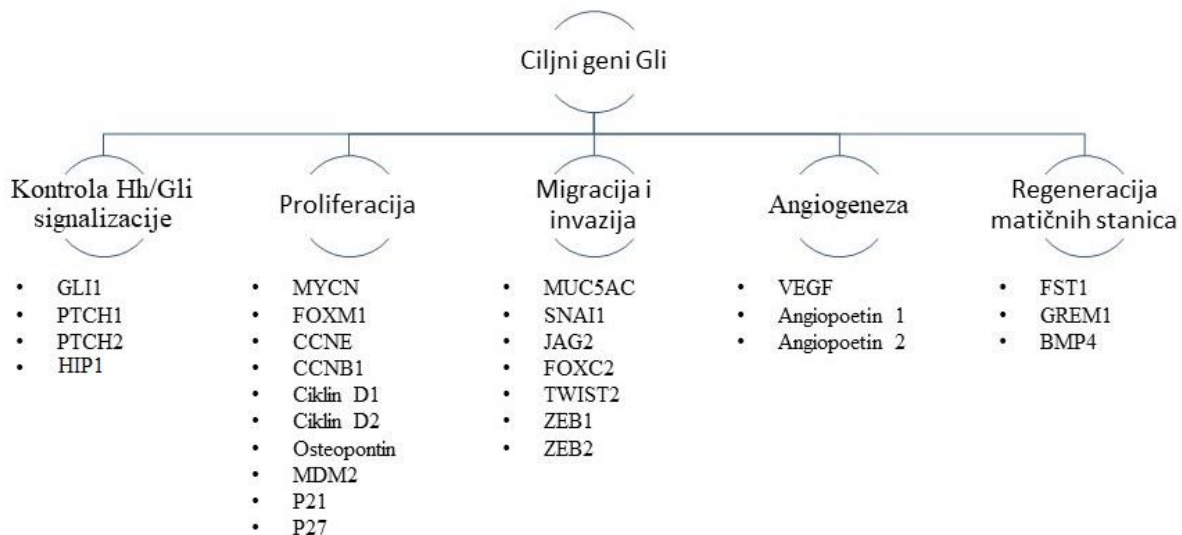 Ciljni geni Gli
Kontrola Hh/Gli
signalizacije
GLI1
PTCH1
PTCH2
HIP1
Proliferacija
MYCN
FOXM1
CCNE
CCNB1
Ciklin D1
Ciklin D2
Osteopontin
MDM2
P21
P27
Migracija i
invazija
MUC5AC
SNAI1
JAG2
FOXC2
TWIST2
ZEB1
ZEB2
Angiogeneza
VEGF
Angiopoetin 1
Angiopoetin 2
Regeneracija
matičnih stanica
FST1
GREM1
BMP4